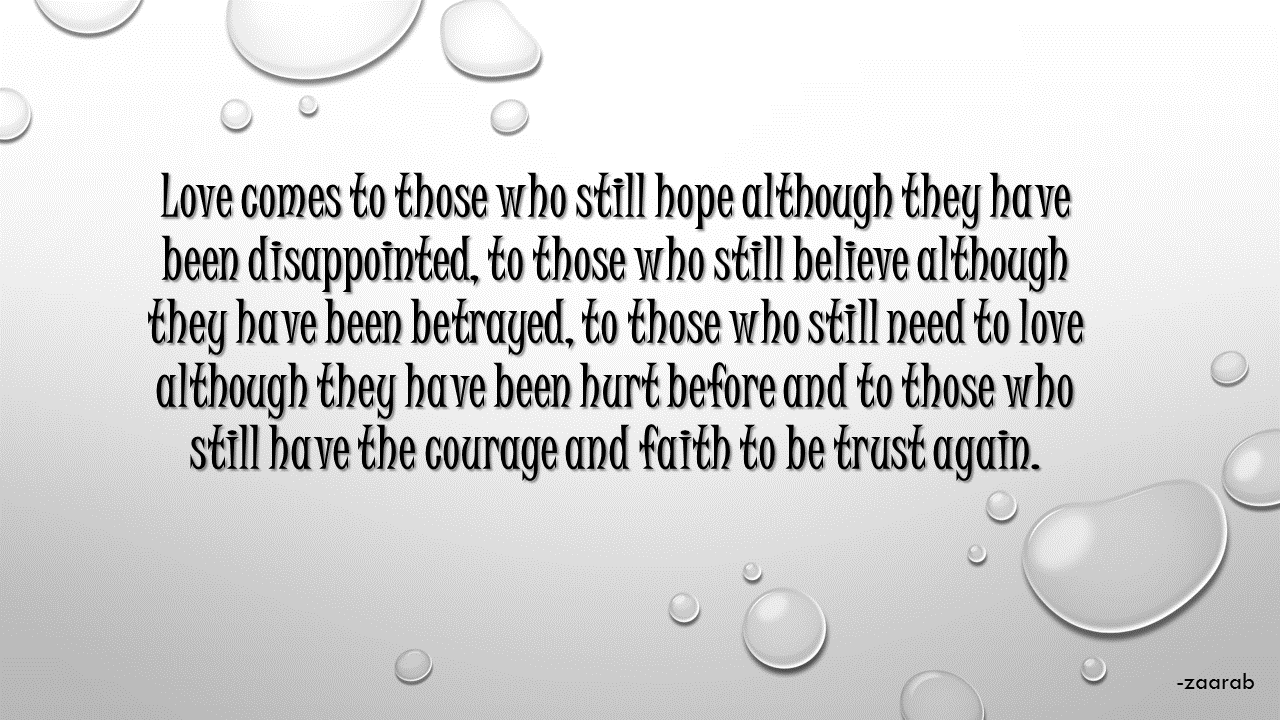 Love comes to those who still hope although they have
been disappointed, to those who still believe although
they have been betrayed, to those who still need to love
although they have been hurt before and to those who
still have the courage and faith to be trust again.
-zaarab